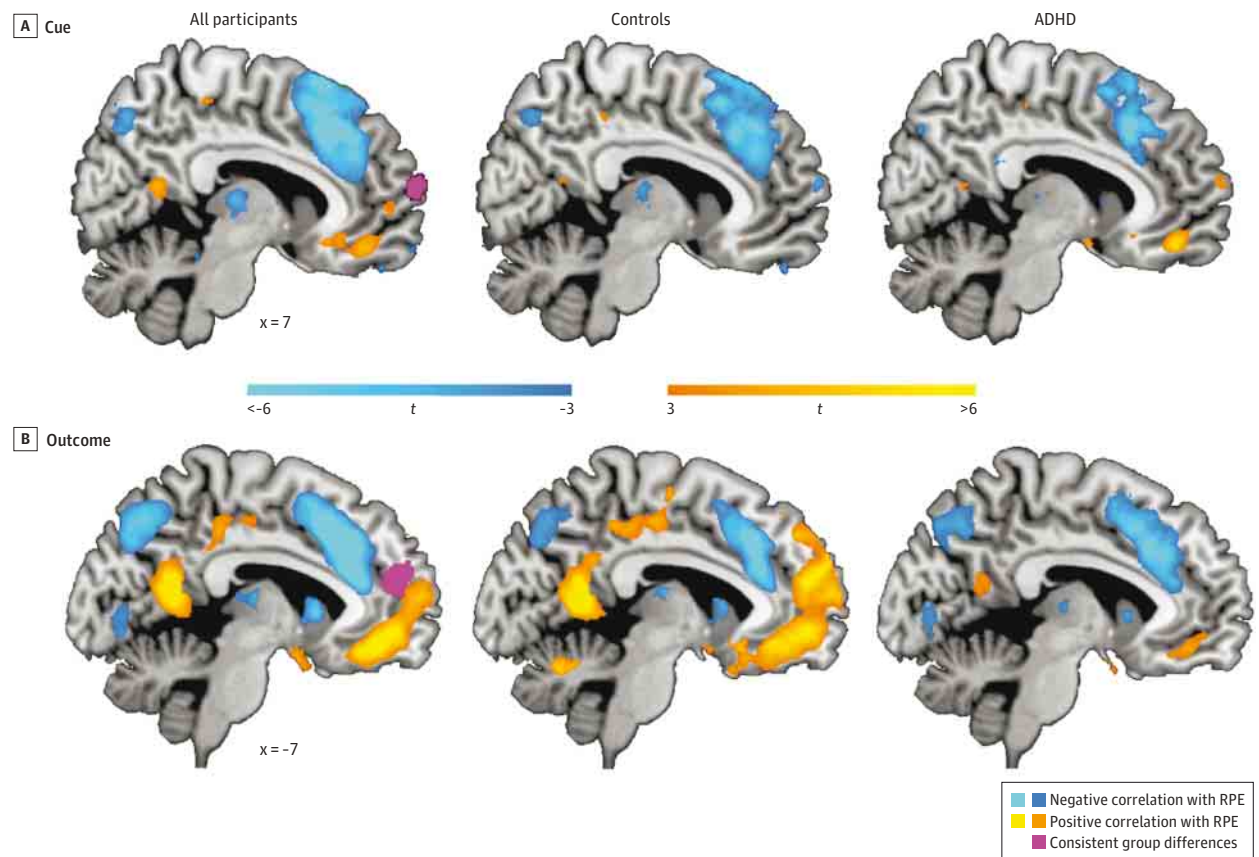 A Cue
All participants
Controls
ADHD
x = 7
<-6 t -3
3 t >6
B Outcome
x = -7
Negative correlation with RPE
Positive correlation with RPE
Consistent group differences